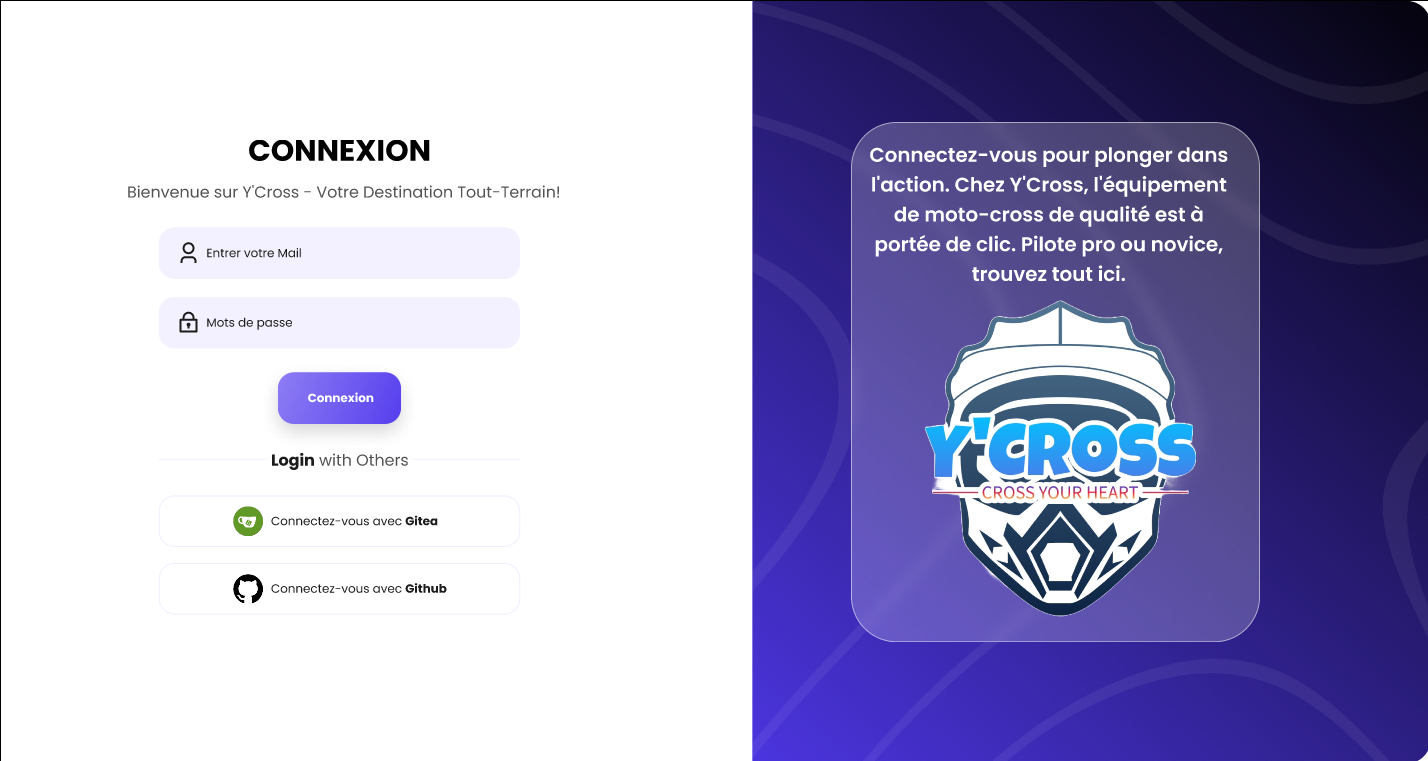 CONNEXION
Bienvenue sur Y'Cross - Votre Destination Tout-Terrain!
Entrer votre Mail
Mots de passe
Connexion
Login with Others
Connectez-vous avec Gitea
Connectez-vous avec Github
Connectez-vous pour plonger dans
l'action. Chez Y'Cross, l'équipement
de moto-cross de qualité est à
portée de clic. Pilote pro ou novice,
trouvez tout ici.
Y'CROSS
CROSS YOUR HEART